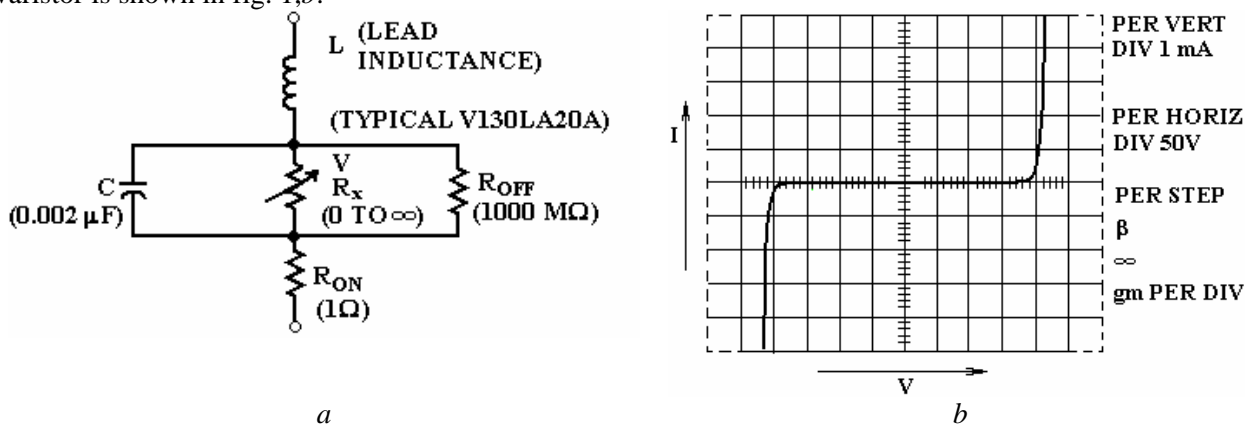 varistor is shown in fig. 1,b.
L (LEAD
INDUCTANCE)
(TYPICAL V130LA20A)
C
(0.002 μF)
V
Rx
(0 TO ∞)
ROFF
(1000 MΩ)
RON
(1Ω)
a
I
V
PER VERT
DIV 1 mA
PER HORIZ
DIV 50V
PER STEP
β
∞
gm PER DIV
b